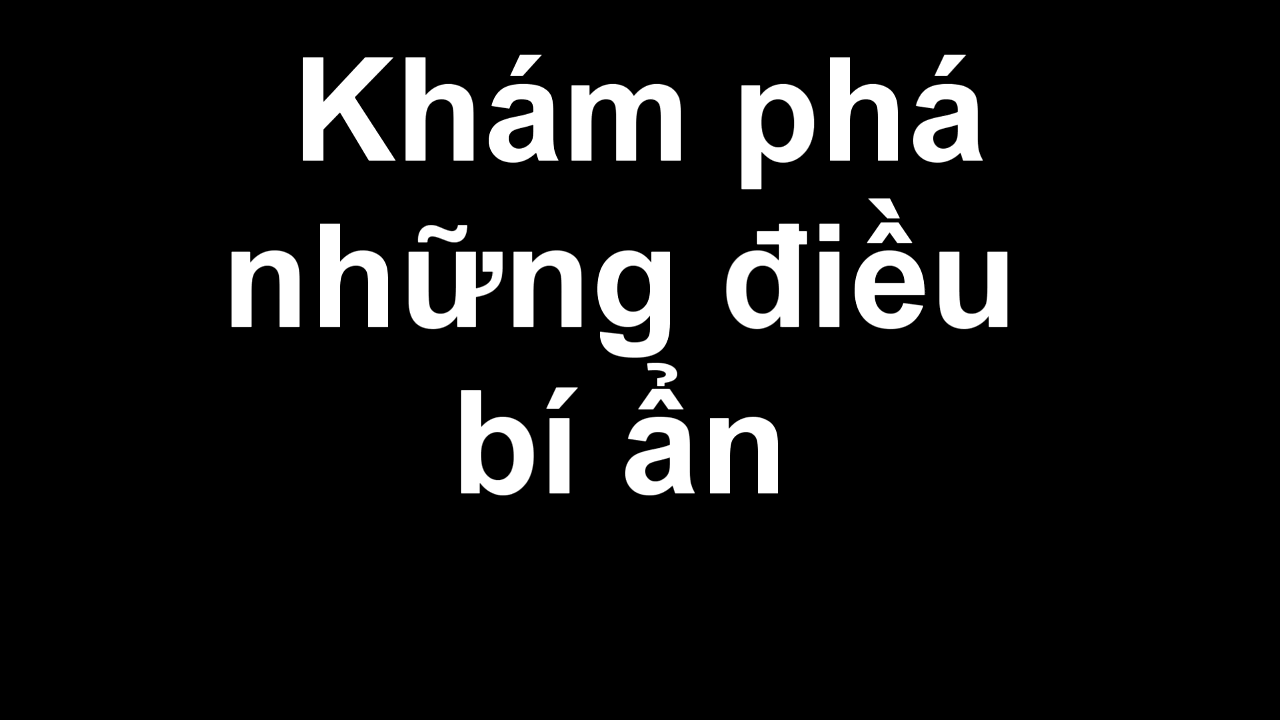 Khám phá
những điều
bí ẩn